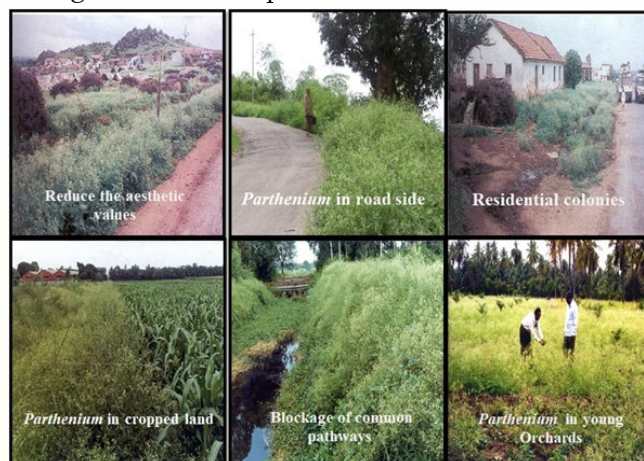 Reduce the aesthetic
values
Parthenium in road side
Residential colonies
Parthenium in cropped land
Blockage of common
pathways
Parthenium in young
Orchards